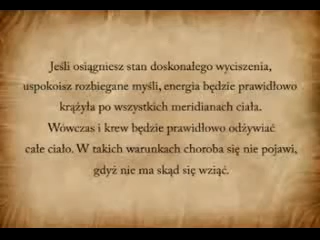 Jeśli osiągniesz stan doskonałego wyciszenia,
uspokoisz rozbiegane myśli, energia będzie prawidłowo
krążyła po wszystkich meridianach ciała.
Wówczas i krew będzie prawidłowo odżywiać
całe ciało. W takich warunkach choroba się nie pojawi,
gdyż nie ma skąd się wziąć.